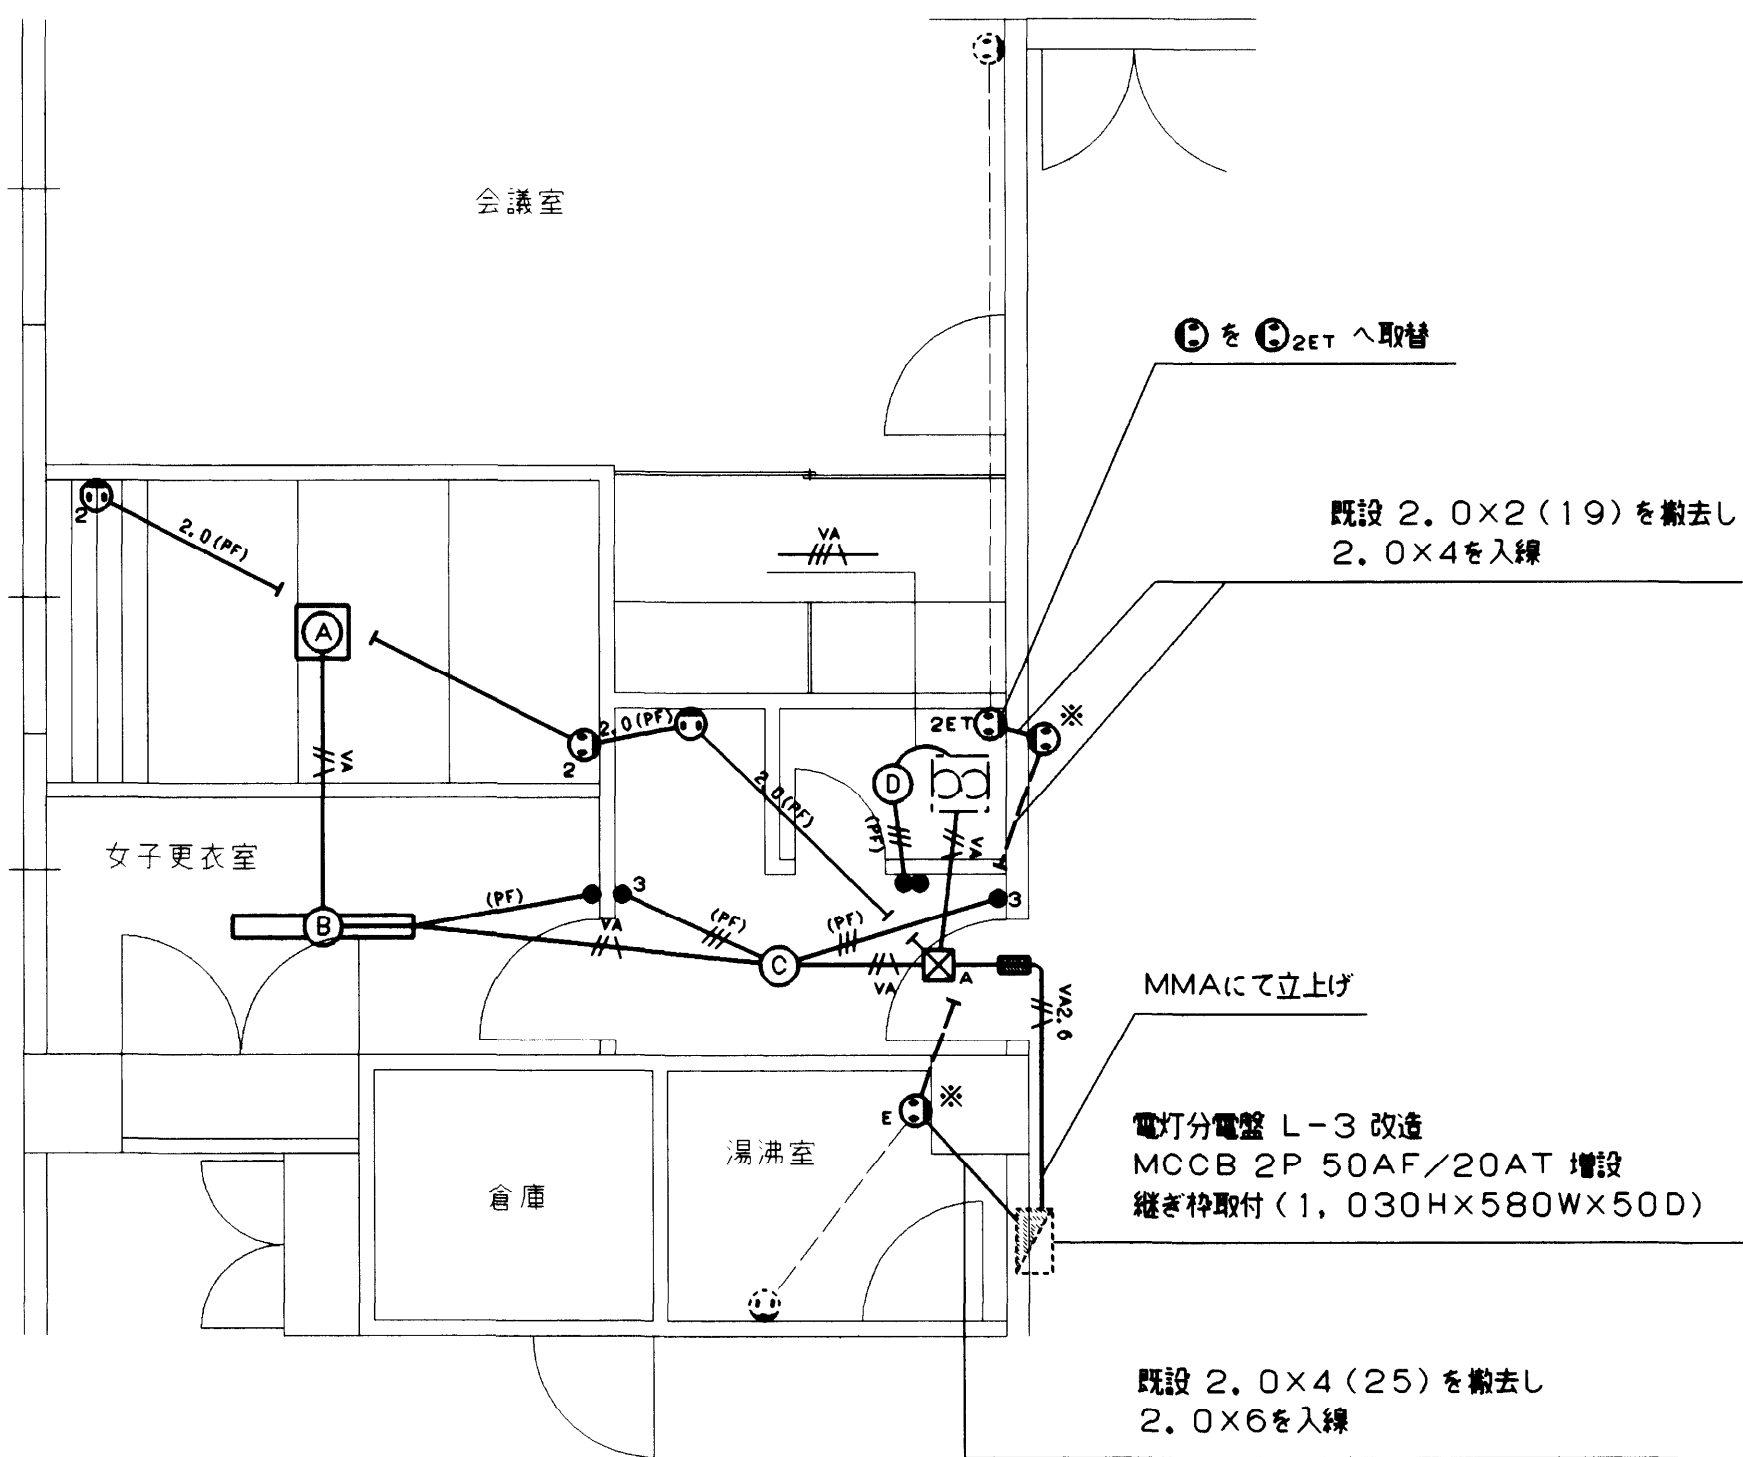 会議室
を 2ET へ取替
既設 2.0×2(19)を撤去し
2.0×4を入線
2
2.0(PF)
VA
A
2.0(PF)
2
2ET
※
VA
2.0(PF)
D
(PF)
VA
女子更衣室
(PF)
3
B
VA
(PF)
(PF)
3
C
VA
A
VA2.6
MMAにて立上げ
E
※
湯沸室
倉庫
電灯分電盤 L-3 改造
MCCB 2P 50AF/20AT 増設
継ぎ枠取付(1,030H×580W×50D)
既設 2.0×4(25)を撤去し
2.0×6を入線